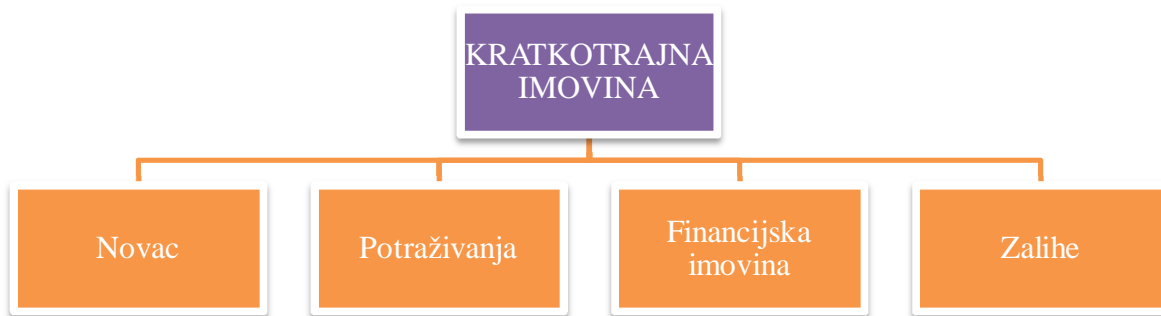 KRATKOTRAJNA
IMOVINA
Novac
Potraživanja
Financijska
imovina
Zalihe